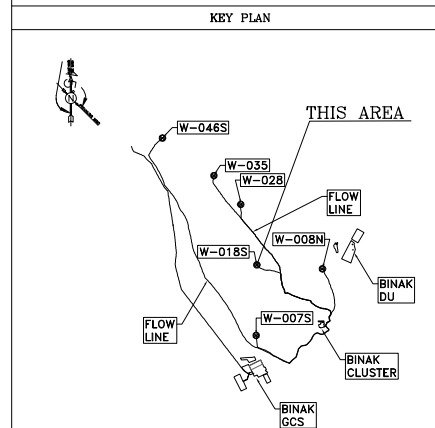 KEY PLAN
W-046S
THIS AREA
W-035
W-028
FLOW
LINE
W-008N
W-018S
BINAK
DU
FLOW
LINE
W-007S
BINAK
CLUSTER
BINAK
GCS